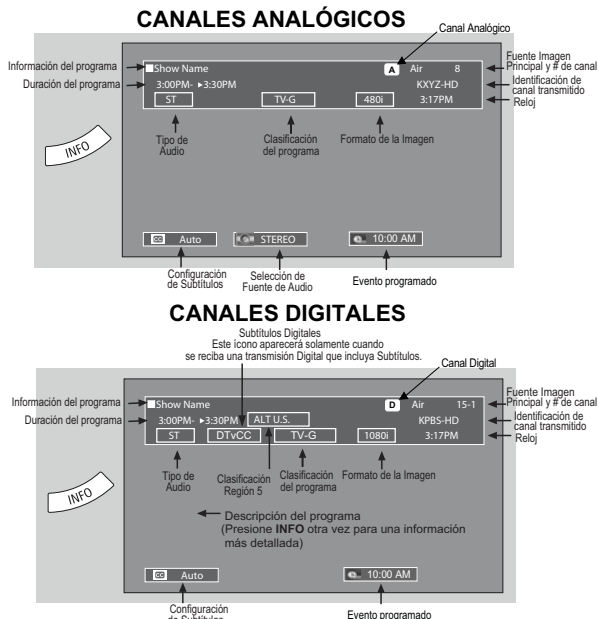 CANALES ANALÓGICOS
Canal Analógico
Información del programa
Show Name
A
Air 8
Fuente Imagen
Principal y # de canal
Duración del programa
3:00PM- ▸3:30PM
KXYZ-HD
Identificación de
canal transmitido
ST
TV-G
480i
3:17PM
Reloj
INFO
Tipo de
Audio
Clasificación
del programa
Formato de la Imagen
CC Auto
STEREO
10:00 AM
Configuración
de Subtítulos
Selección de
Fuente de Audio
Evento programado
CANALES DIGITALES
Subtítulos Digitales
Este ícono aparecerá solamente cuando
se reciba una transmisión Digital que incluya Subtítulos.
Canal Digital
Información del programa
Show Name
D
Air 15-1
Fuente Imagen
Principal y # de canal
Duración del programa
3:00PM- ▸3:30PM
ALT U.S.
KPBS-HD
Identificación de
canal transmitido
ST
DTvCC
TV-G
1080i
3:17PM
Reloj
INFO
Tipo de
Audio
Clasificación
Región 5
Clasificación
del programa
Formato de la Imagen
Descripción del programa
(Presione INFO otra vez para una información
más detallada)
CC Auto
10:00 AM
Configuración
de Subtítulos
Evento programado